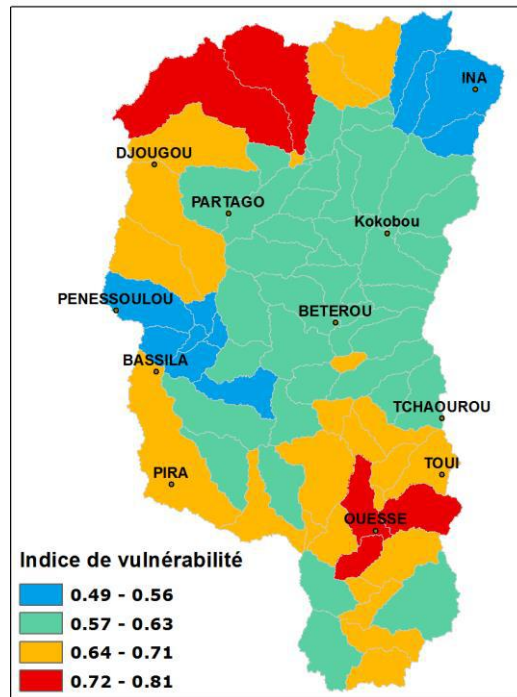 INA
DJOUGOU
PARTAGO
Kokobou
PENESSOULOU
BETEROU
BASSILA
TCHAOUROU
PIRA
TOUI
OUESSE
Indice de vulnérabilité
0.49 - 0.56
0.57 - 0.63
0.64 - 0.71
0.72 - 0.81